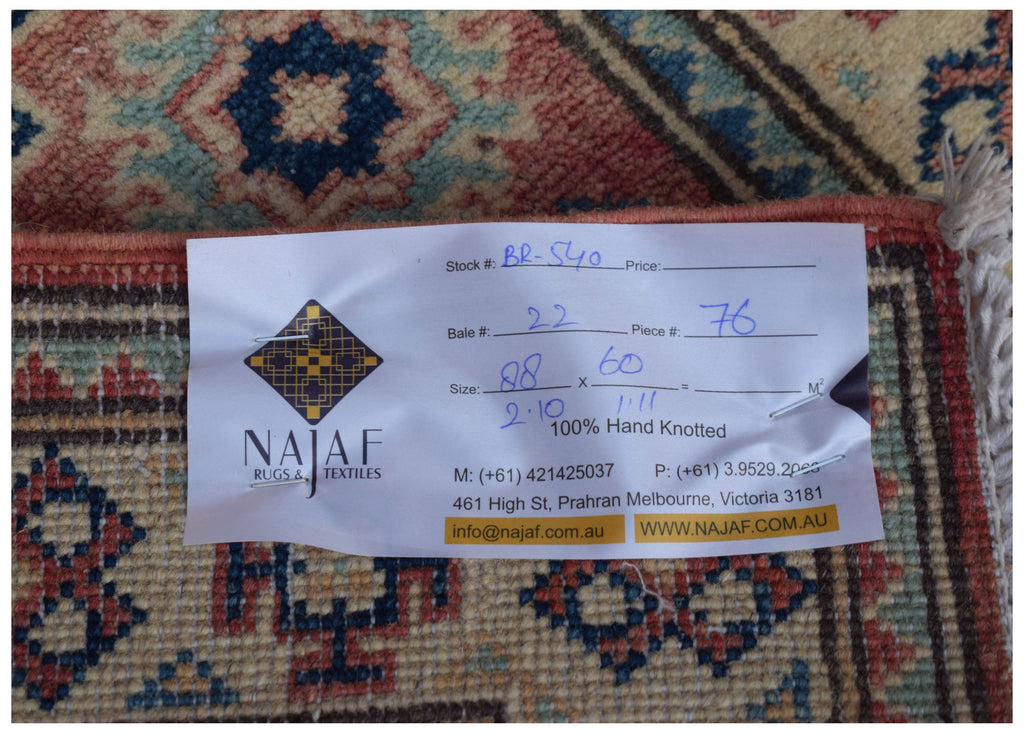 Stock #: BR-540 Price:
Bale #: 22 Piece #: 76
Size: 88 X 60 = M²
2.10 1.11
100% Hand Knotted
NAJAF
RUGS & TEXTILES
M: (+61) 421425037 P: (+61) 3.9529.2068
461 High St, Prahran Melbourne, Victoria 3181
info@najaf.com.au WWW.NAJAF.COM.AU